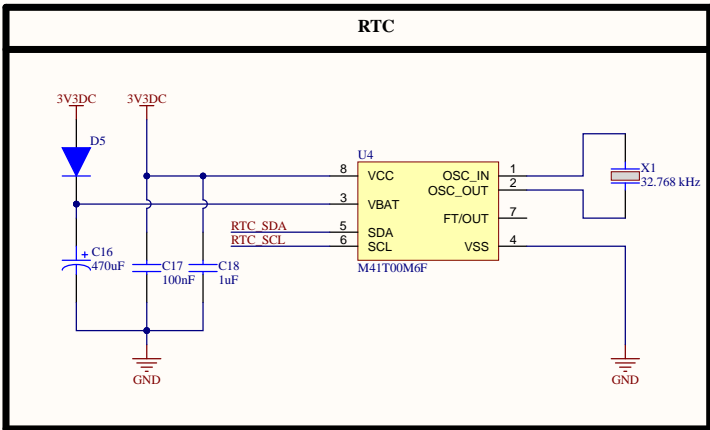 RTC
3V3DC
3V3DC
D5
U4
8
VCC
OSC_IN
1
OSC_OUT
2
X1
32.768 kHz
3
VBAT
FT/OUT
7
RTC_SDA
5
SDA
RTC_SCL
6
SCL
VSS
4
M41T00M6F
+
C16
470uF
C17
100nF
C18
1uF
GND
GND